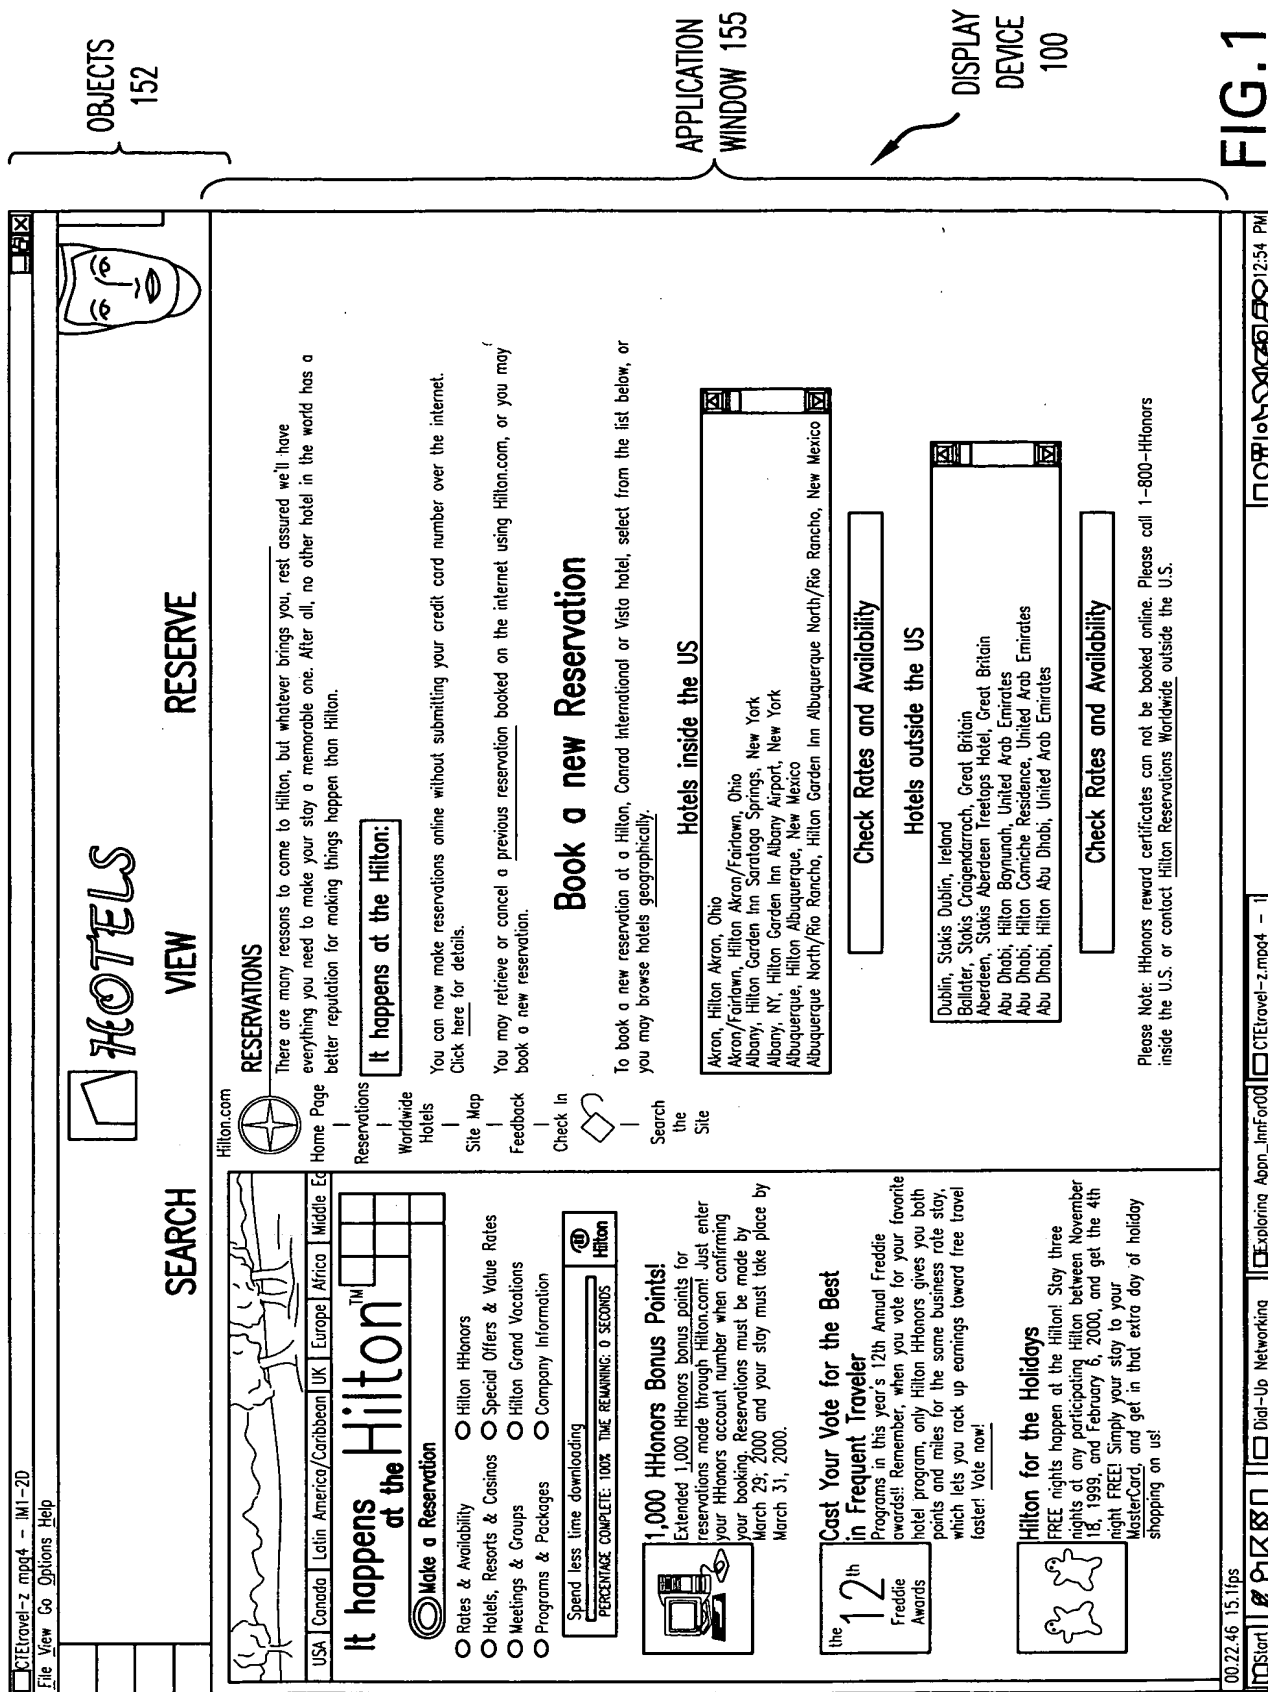 CTEtravel-z mpq4 - IM1-2D
File View Go Options Help
HOTELS
SEARCH VIEW RESERVE
OBJECTS
152
APPLICATION
WINDOW 155
DISPLAY
DEVICE
100
USA Canada Latin America/Caribbean UK Europe Africa Middle Ea
It happens
at the Hilton™
Make a Reservation
Rates & Availability
Hilton HHonors
Hotels, Resorts & Casinos
Special Offers & Value Rates
Meetings & Groups
Hilton Grand Vacations
Programs & Packages
Company Information
Spend less time downloading
PERCENTAGE COMPLETE: 100% TIME REMAINING: 0 SECONDS
Hilton
1,000 HHonors Bonus Points!
Extended 1,000 HHonors bonus points for
reservations made through Hilton.com! Just enter
your HHonors account number when confirming
your booking. Reservations must be made by
March 29, 2000 and your stay must take place by
March 31, 2000.
the 12th
Freddie
Awards
Cast Your Vote for the Best
in Frequent Traveler
Programs in this year's 12th Annual Freddie
awards!! Remember, when you vote for your favorite
hotel program, only Hilton HHonors gives you both
points and miles for the same business rate stay,
which lets you rack up earnings toward free travel
faster! Vote now!
Hilton for the Holidays
FREE nights happen at the Hilton! Stay three
nights at any participating Hilton between November
18, 1999, and February 6, 2000, and get the 4th
night FREE! Simply your stay to your
MasterCard, and get in that extra day of holiday
shopping on us!
Hilton.com
Home Page
Reservations
Worldwide
Hotels
Site Map
Feedback
Check In
Search
the
Site
RESERVATIONS
There are many reasons to come to Hilton, but whatever brings you, rest assured we'll have
everything you need to make your stay a memorable one. After all, no other hotel in the world has a
better reputation for making things happen than Hilton.
It happens at the Hilton:
You can now make reservations online without submitting your credit card number over the internet.
Click here for details.
You may retrieve or cancel a previous reservation booked on the internet using Hilton.com, or you may
book a new reservation.
Book a new Reservation
To book a new reservation at a Hilton, Conrad International or Vista hotel, select from the list below, or
you may browse hotels geographically.
Hotels inside the US
Akron, Hilton Akron, Ohio
Akron/Fairlawn, Hilton Akron/Fairlawn, Ohio
Albany, Hilton Garden Inn Saratoga Springs, New York
Albany, NY, Hilton Garden Inn Albany Airport, New York
Albuquerque, Hilton Albuquerque, New Mexico
Albuquerque North/Rio Rancho, Hilton Garden Inn Albuquerque North/Rio Rancho, New Mexico
Check Rates and Availability
Hotels outside the US
Dublin, Stakis Dublin, Ireland
Ballater, Stakis Craigendarroch, Great Britain
Aberdeen, Stakis Aberdeen Treetops Hotel, Great Britain
Abu Dhabi, Hilton Baynunah, United Arab Emirates
Abu Dhabi, Hilton Corniche Residence, United Arab Emirates
Abu Dhabi, Hilton Abu Dhabi, United Arab Emirates
Check Rates and Availability
Please Note: HHonors reward certificates can not be booked online. Please call 1-800-HHonors
inside the U.S. or contact Hilton Reservations Worldwide outside the U.S.
00.22.46 15.1fps
Start Dial-Up Networking Exploring Appn_InnFor00 CTEtravel-z.mpq4 - 1 12:54 PM
FIG.1